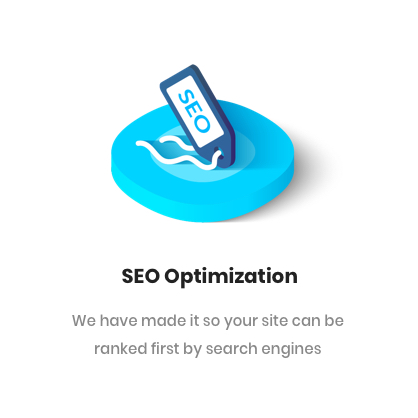 SEO
SEO Optimization
We have made it so your site can be
ranked first by search engines